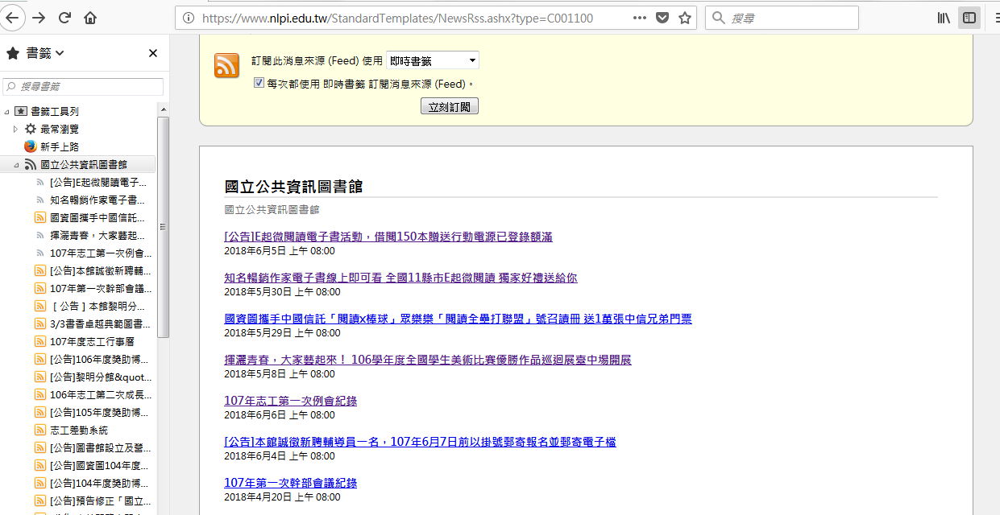 https://www.nlpi.edu.tw/StandardTemplates/NewsRss.ashx?type=C001100
搜尋
書籤
搜尋書籤
書籤工具列
最常瀏覽
新手上路
國立公共資訊圖書館
[公告]E起微閱讀電子...
知名暢銷作家電子書...
國資圖攜手中國信託...
揮灑青春，大家藝起...
107年志工第一次例會...
[公告]本館誠徵新聘輔...
107年第一次幹部會議...
[ 公告 ] 本館黎明分...
3/3書香卓越典範圖書...
107年度志工行事曆
[公告]106年度獎助博...
[公告]黎明分館&quot...
106年志工第二次成長...
[公告]105年度獎助博...
志工差勤系統
[公告]圖書館設立及營...
[公告]國資圖104年度...
[公告]104年度獎助博...
[公告]預告修正「國立...
訂閱此消息來源 (Feed) 使用 即時書籤
每次都使用 即時書籤 訂閱消息來源 (Feed)。
立刻訂閱
國立公共資訊圖書館
國立公共資訊圖書館
[公告]E起微閱讀電子書活動，借閱150本贈送行動電源已登錄額滿
2018年6月5日 上午 08:00
知名暢銷作家電子書線上即可看 全國11縣市E起微閱讀 獨家好禮送給你
2018年5月30日 上午 08:00
國資圖攜手中國信託「閱讀x棒球」眾樂樂「閱讀全壘打聯盟」號召讀冊 送1萬張中信兄弟門票
2018年5月29日 上午 08:00
揮灑青春，大家藝起來！ 106學年度全國學生美術比賽優勝作品巡迴展臺中場開展
2018年5月8日 上午 08:00
107年志工第一次例會紀錄
2018年6月6日 上午 08:00
[公告]本館誠徵新聘輔導員一名，107年6月7日前以掛號郵寄報名並郵寄電子檔
2018年6月4日 上午 08:00
107年第一次幹部會議紀錄
2018年4月20日 上午 08:00